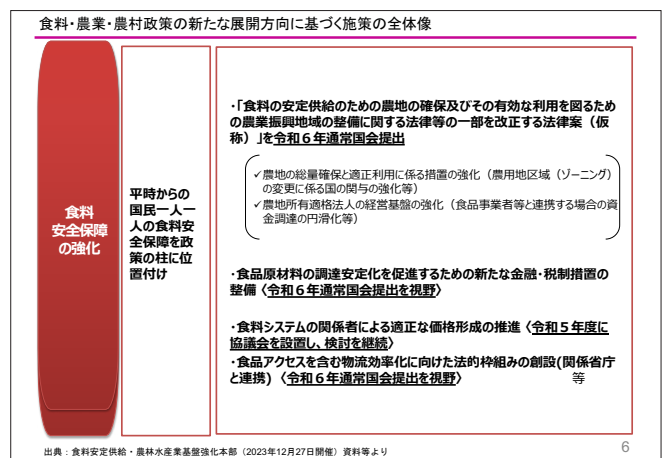 食料・農業・農村政策の新たな展開方向に基づく施策の全体像
食料
安全保障
の強化
平時からの
国民一人一
人の食料安
全保障を政
策の柱に位
置付け
・「食料の安定供給のための農地の確保及びその有効な利用を図るため
の農業振興地域の整備に関する法律等の一部を改正する法律案（仮
称）」を令和６年通常国会提出
✓農地の総量確保と適正利用に係る措置の強化（農用地区域（ゾーニング）
の変更に係る国の関与の強化等）
✓農地所有適格法人の経営基盤の強化（食品事業者等と連携する場合の資
金調達の円滑化等）
・食品原材料の調達安定化を促進するための新たな金融・税制措置の
整備〈令和６年通常国会提出を視野〉
・食料システムの関係者による適正な価格形成の推進〈令和５年度に
協議会を設置し、検討を継続〉
・食品アクセスを含む物流効率化に向けた法的枠組みの創設(関係省庁
と連携)〈令和６年通常国会提出を視野〉 等
出典：食料安定供給・農林水産業基盤強化本部（2023年12月27日開催）資料等より
6